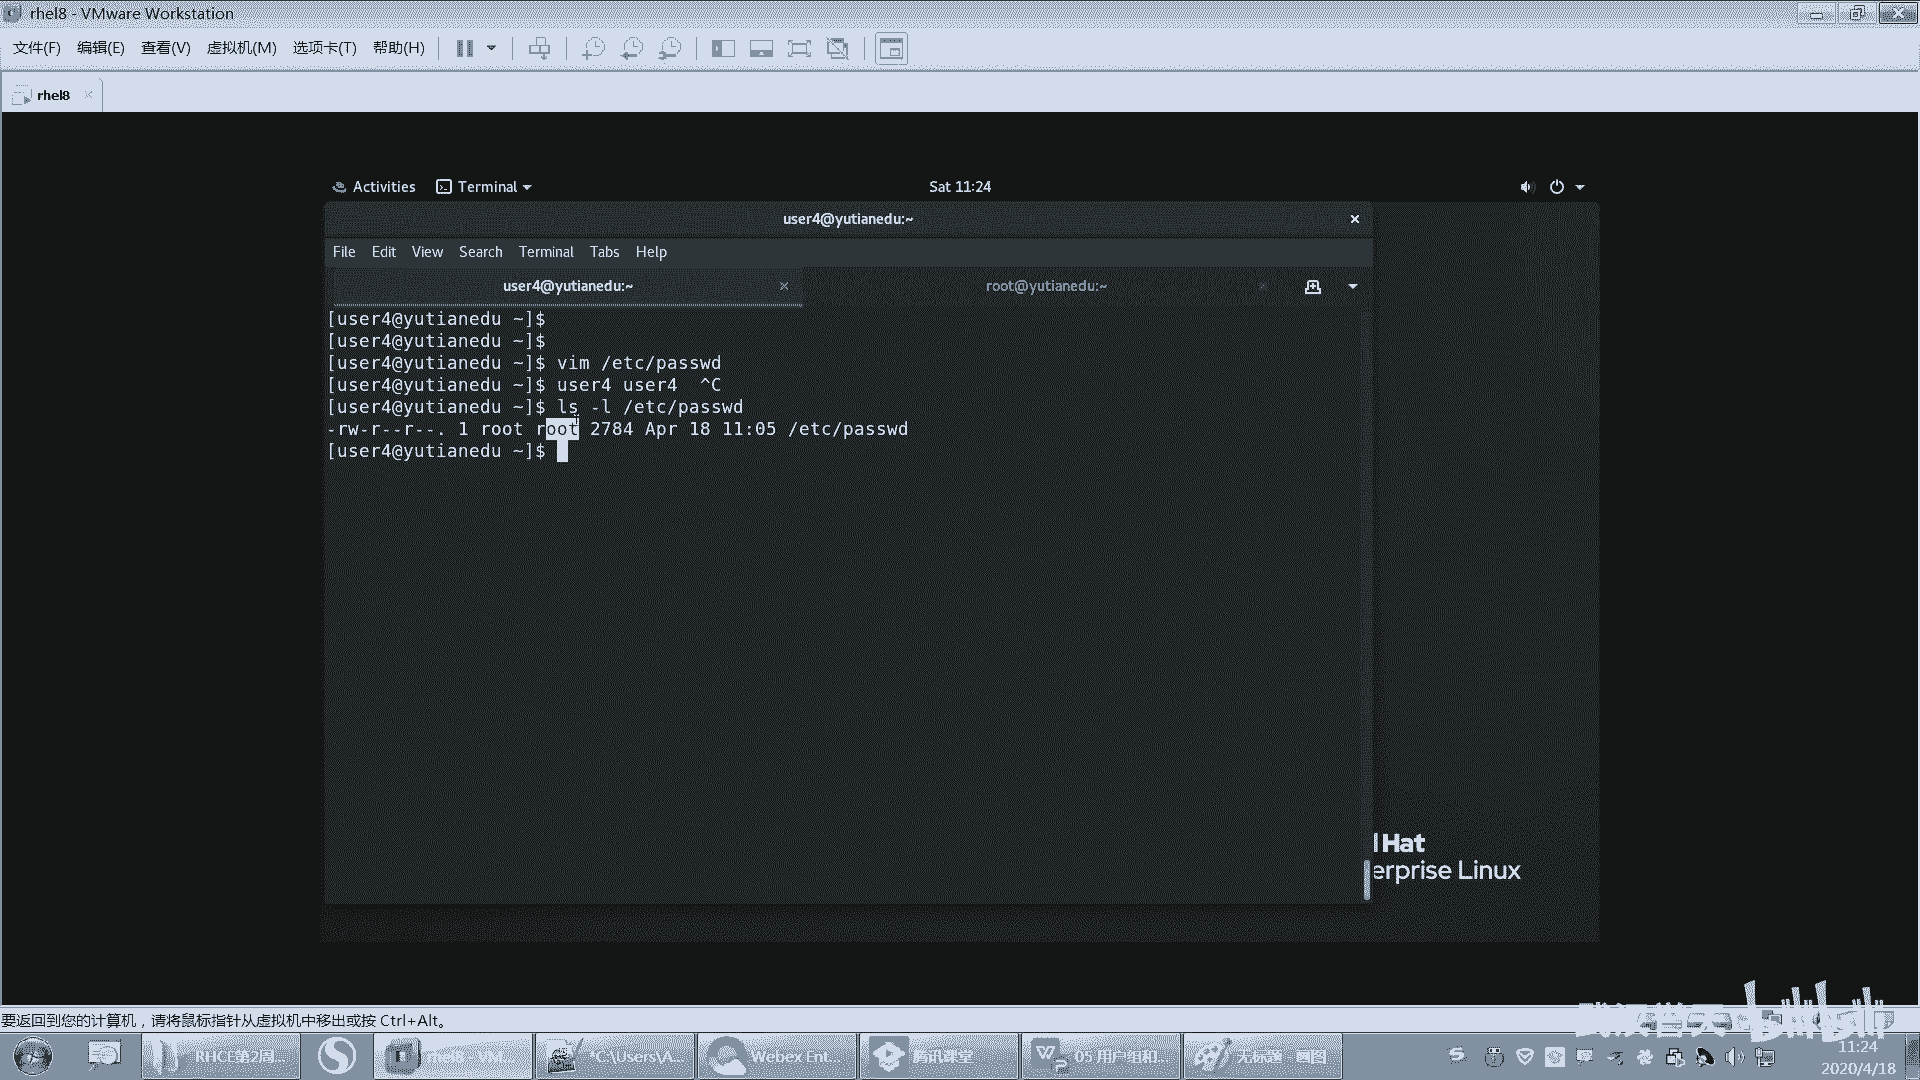 rhel8 - VMware Workstation
文件(F) 编辑(E) 查看(V) 虚拟机(M) 选项卡(T) 帮助(H)
rhel8
Activities Terminal Sat 11:24
user4@yutianedu:~
File Edit View Search Terminal Tabs Help
user4@yutianedu:~ root@yutianedu:~
[user4@yutianedu ~]$
[user4@yutianedu ~]$
[user4@yutianedu ~]$ vim /etc/passwd
[user4@yutianedu ~]$ user4 user4  ^C
[user4@yutianedu ~]$ ls -l /etc/passwd
-rw-r--r--. 1 root root 2784 Apr 18 11:05 /etc/passwd
[user4@yutianedu ~]$
Hat
erprise Linux
要返回到您的计算机，请将鼠标指针从虚拟机中移出或按 Ctrl+Alt。
bilibili
RHCE第2周... rhel8 - VM... *C:\Users\A... Webex Ent... 腾讯课堂 05 用户组和... 无标题 - 画图
11:24
2020/4/18